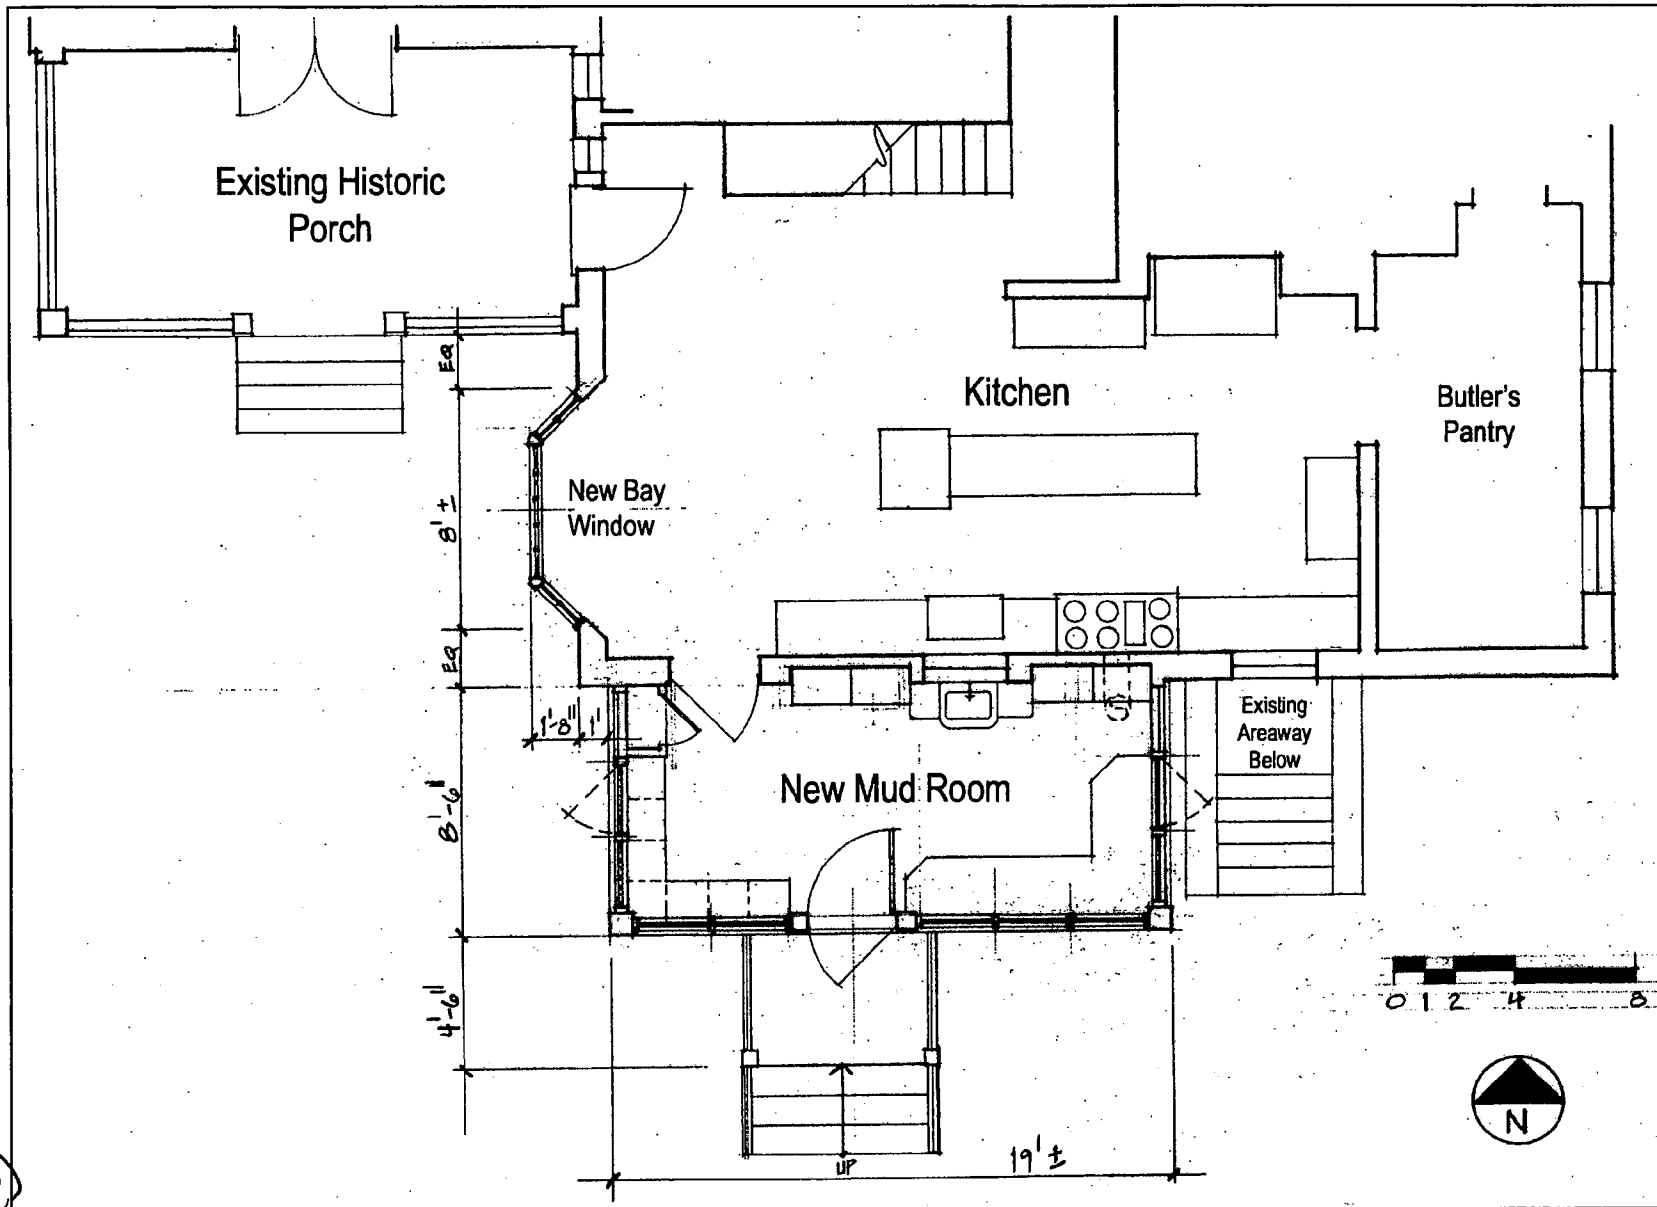 Existing Historic
Porch
EQ
Kitchen
Butler's
Pantry
New Bay
Window
8' ±
EQ
1'-8"
1'
Existing
Areaway
Below
New Mud Room
8'-6"
4'-6"
0 1 2 4 8
N
UP
19' ±